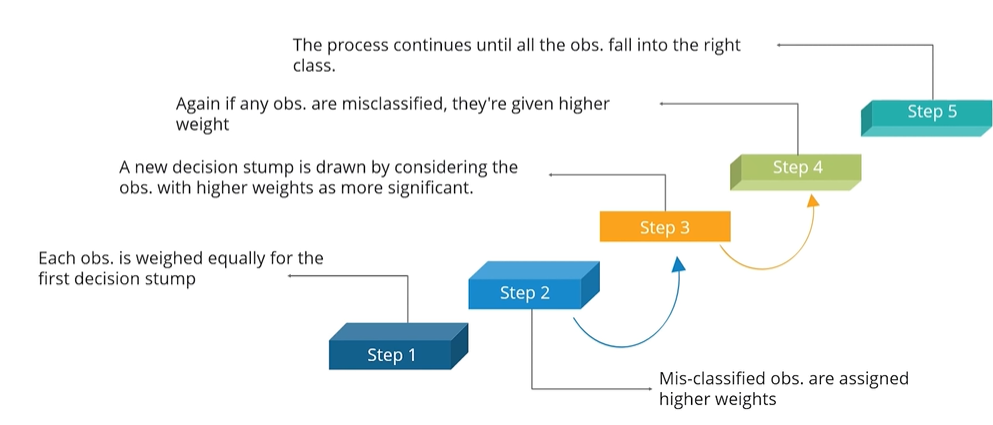 The process continues until all the obs. fall into the right
class.
Step 5
Again if any obs. are misclassified, they're given higher
weight
Step 4
A new decision stump is drawn by considering the
obs. with higher weights as more significant.
Step 3
Each obs. is weighed equally for the
first decision stump
Step 2
Step 1
Mis-classified obs. are assigned
higher weights